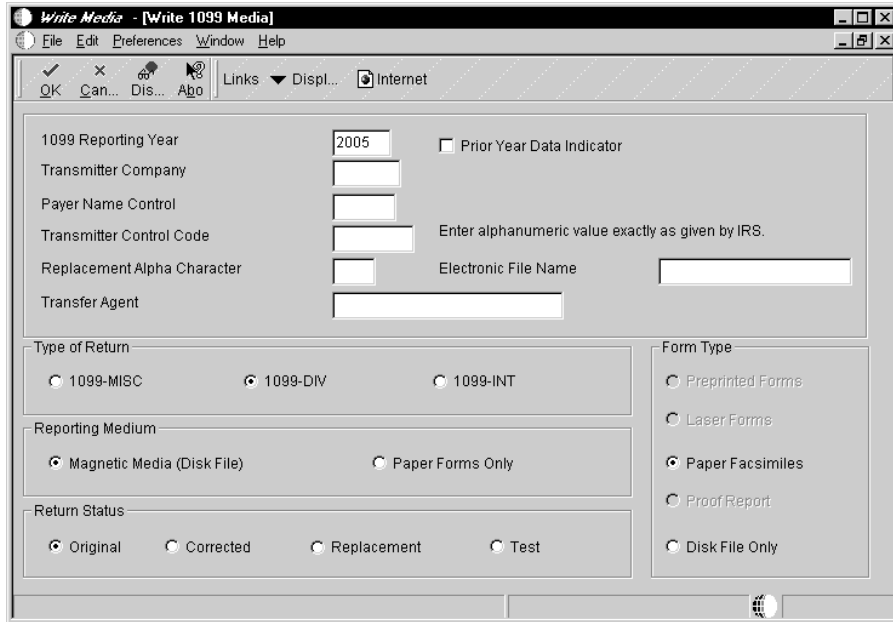 Write Media - [Write 1099 Media]
File Edit Preferences Window Help
OK Can... Dis... Abo Links Displ... Internet
1099 Reporting Year 2005 Prior Year Data Indicator
Transmitter Company
Payer Name Control
Transmitter Control Code Enter alphanumeric value exactly as given by IRS.
Replacement Alpha Character Electronic File Name
Transfer Agent
Type of Return Form Type
1099-MISC 1099-DIV 1099-INT Preprinted Forms
Laser Forms
Reporting Medium
Magnetic Media (Disk File) Paper Forms Only Paper Facsimiles
Proof Report
Return Status
Original Corrected Replacement Test Disk File Only